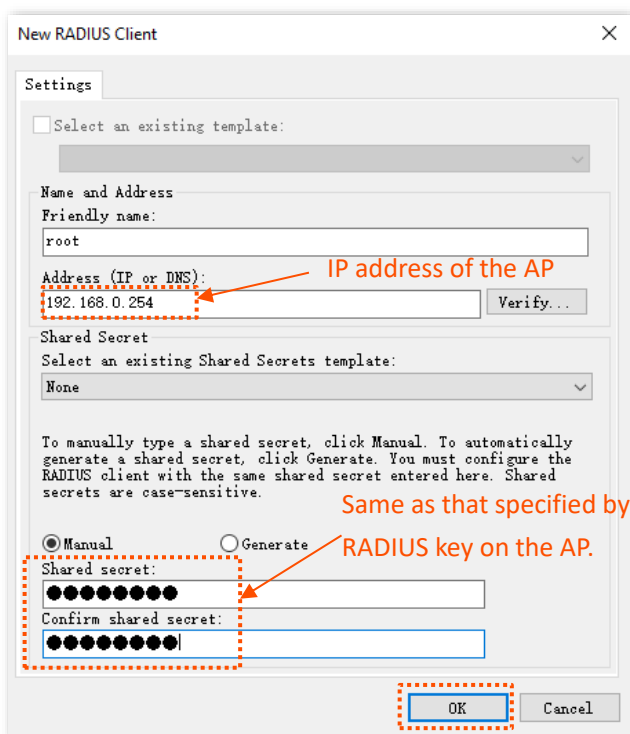 New RADIUS Client
Settings
Select an existing template:
Name and Address
Friendly name:
root
IP address of the AP
Address (IP or DNS):
192.168.0.254
Verify...
Shared Secret
Select an existing Shared Secrets template:
None
To manually type a shared secret, click Manual. To automatically
generate a shared secret, click Generate. You must configure the
RADIUS client with the same shared secret entered here. Shared
secrets are case-sensitive.
Same as that specified by
RADIUS key on the AP.
Manual
Generate
Shared secret:
●●●●●●●●
Confirm shared secret:
●●●●●●●●
OK
Cancel